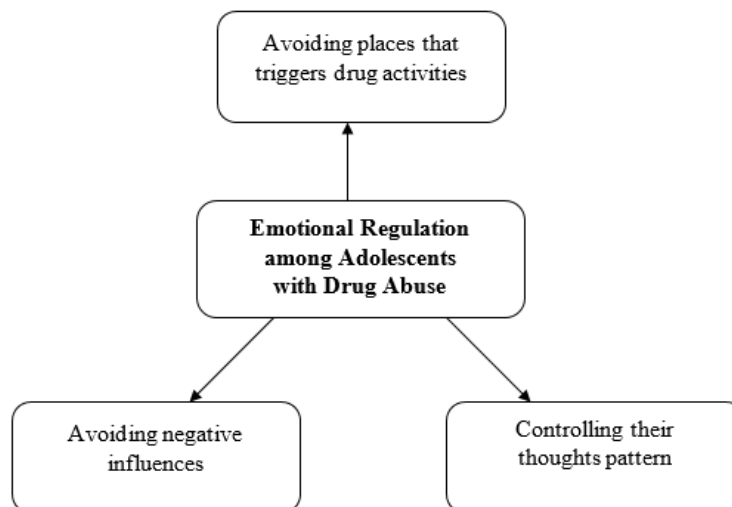 Avoiding places that
triggers drug activities
Emotional Regulation
among Adolescents
with Drug Abuse
Avoiding negative
influences
Controlling their
thoughts pattern